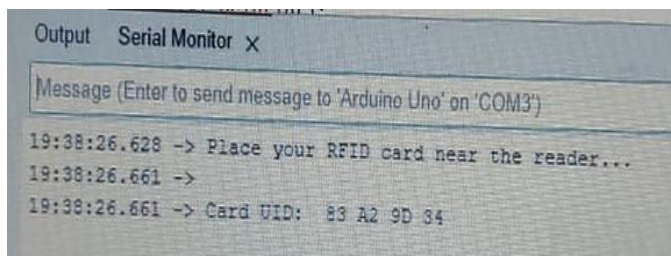 Output Serial Monitor ×
Message (Enter to send message to 'Arduino Uno' on 'COM3')
19:38:26.628 -> Place your RFID card near the reader...
19:38:26.661 ->
19:38:26.661 -> Card UID: 83 A2 9D 34